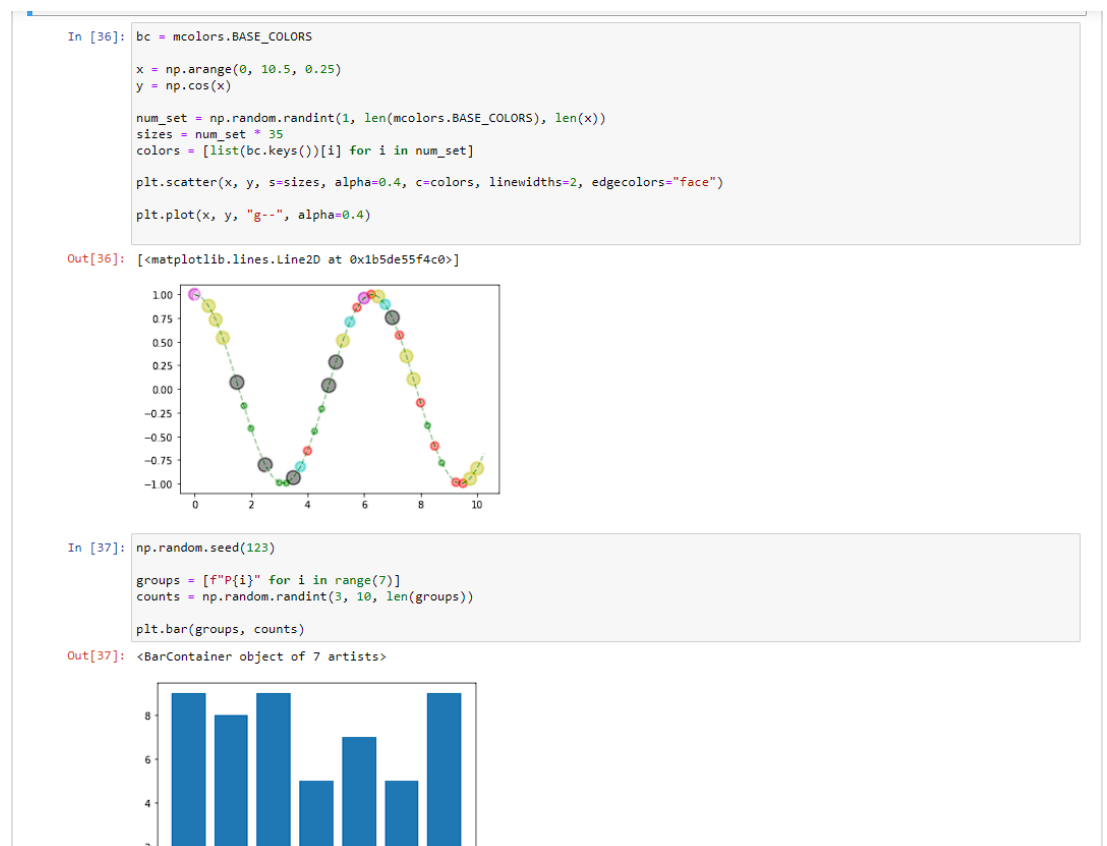 In [36]: bc = mcolors.BASE_COLORS
x = np.arange(0, 10.5, 0.25)
y = np.cos(x)
num_set = np.random.randint(1, len(mcolors.BASE_COLORS), len(x))
sizes = num_set * 35
colors = [list(bc.keys())[i] for i in num_set]
plt.scatter(x, y, s=sizes, alpha=0.4, c=colors, linewidths=2, edgecolors="face")
plt.plot(x, y, "g--", alpha=0.4)
Out[36]: [<matplotlib.lines.Line2D at 0x1b5de55f4c0>]
1.00
0.75
0.50
0.25
0.00
−0.25
−0.50
−0.75
−1.00
0 2 4 6 8 10
In [37]: np.random.seed(123)
groups = [f"P{i}" for i in range(7)]
counts = np.random.randint(3, 10, len(groups))
plt.bar(groups, counts)
Out[37]: <BarContainer object of 7 artists>
8
6
4